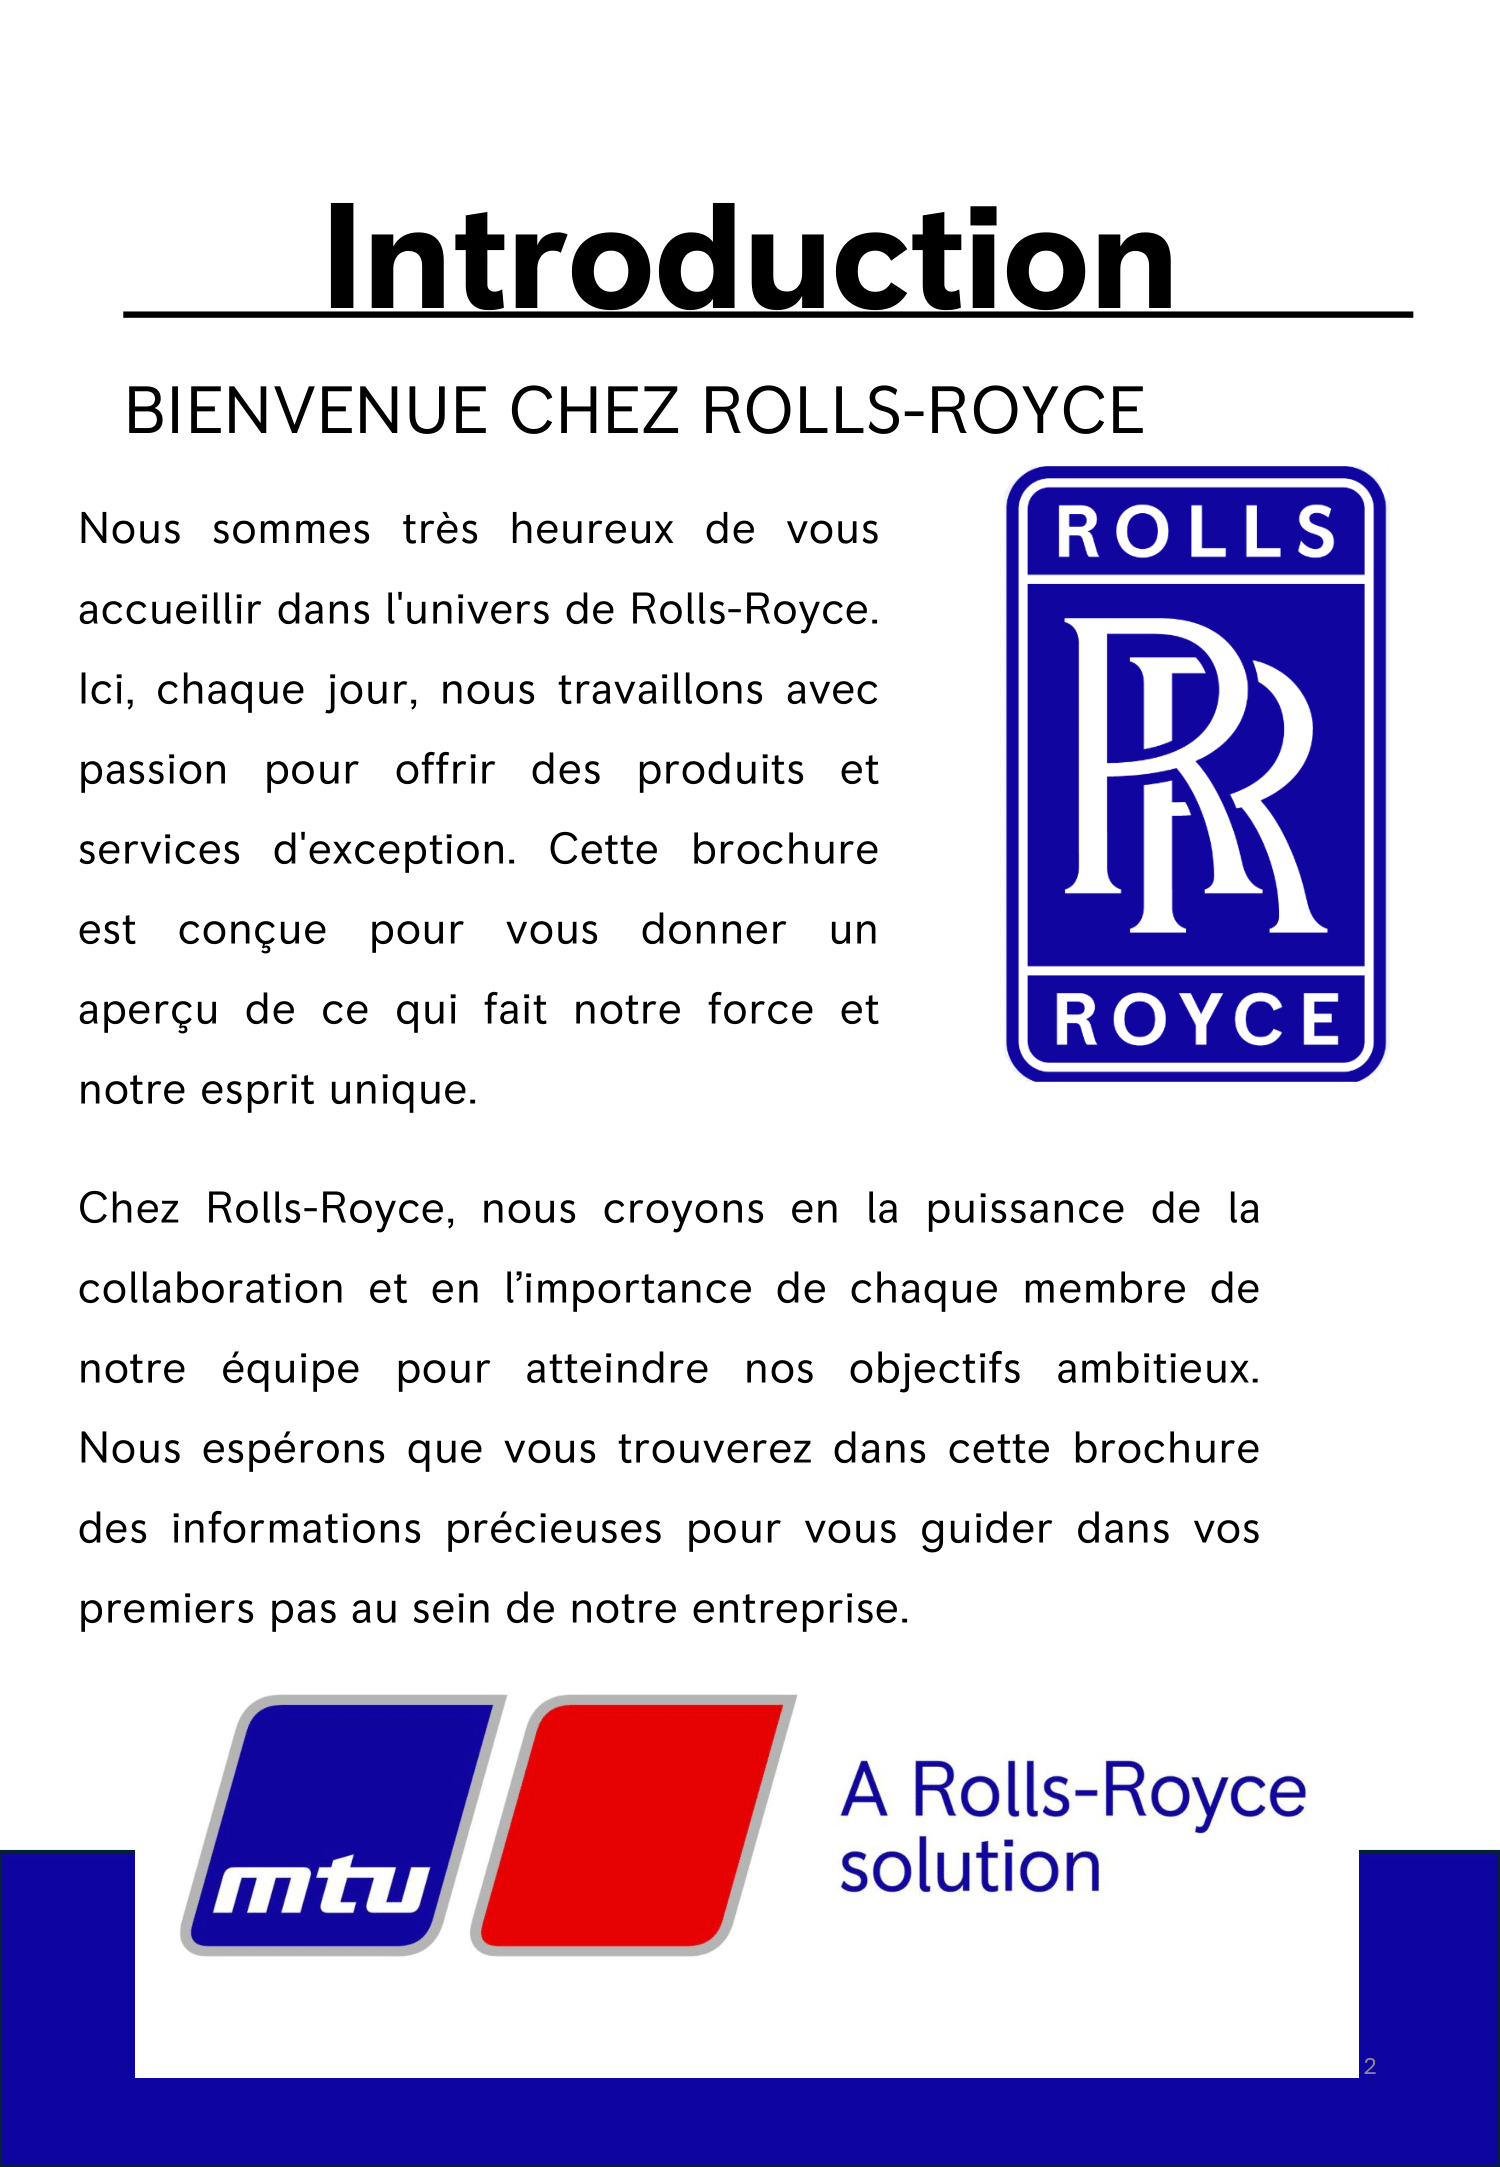 Introduction
BIENVENUE CHEZ ROLLS-ROYCE
Nous sommes très heureux de vous
accueillir dans l'univers de Rolls-Royce.
Ici, chaque jour, nous travaillons avec
passion pour offrir des produits et
services d'exception. Cette brochure
est conçue pour vous donner un
aperçu de ce qui fait notre force et
notre esprit unique.
ROLLS
RR
ROYCE
Chez Rolls-Royce, nous croyons en la puissance de la
collaboration et en l’importance de chaque membre de
notre équipe pour atteindre nos objectifs ambitieux.
Nous espérons que vous trouverez dans cette brochure
des informations précieuses pour vous guider dans vos
premiers pas au sein de notre entreprise.
mtu
A Rolls-Royce
solution
2